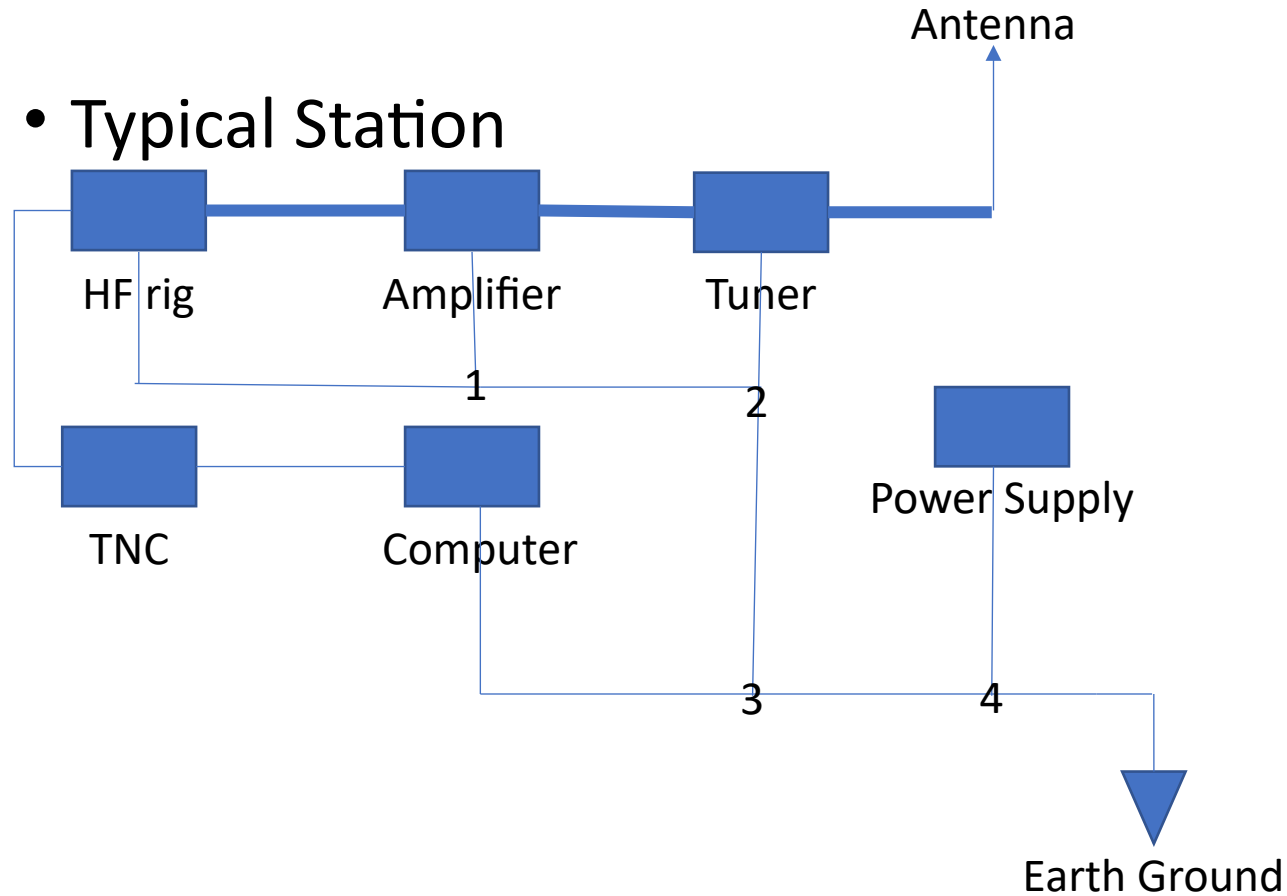 Antenna
• Typical Station
HF rig
Amplifier
Tuner
1
2
Power Supply
TNC
Computer
3
4
Earth Ground